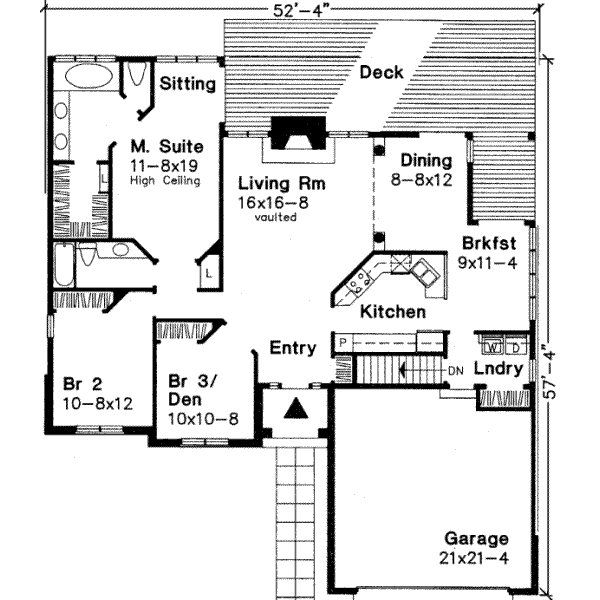 52'-4"
Deck
Sitting
M. Suite
11-8x19
High Ceiling
L
Living Rm
16x16-8
vaulted
Dining
8-8x12
Brkfst
9x11-4
L
Kitchen
P
Entry
W
D
DN
Lndry
Br 2
10-8x12
Br 3/
Den
10x10-8
57'-4"
Garage
21x21-4